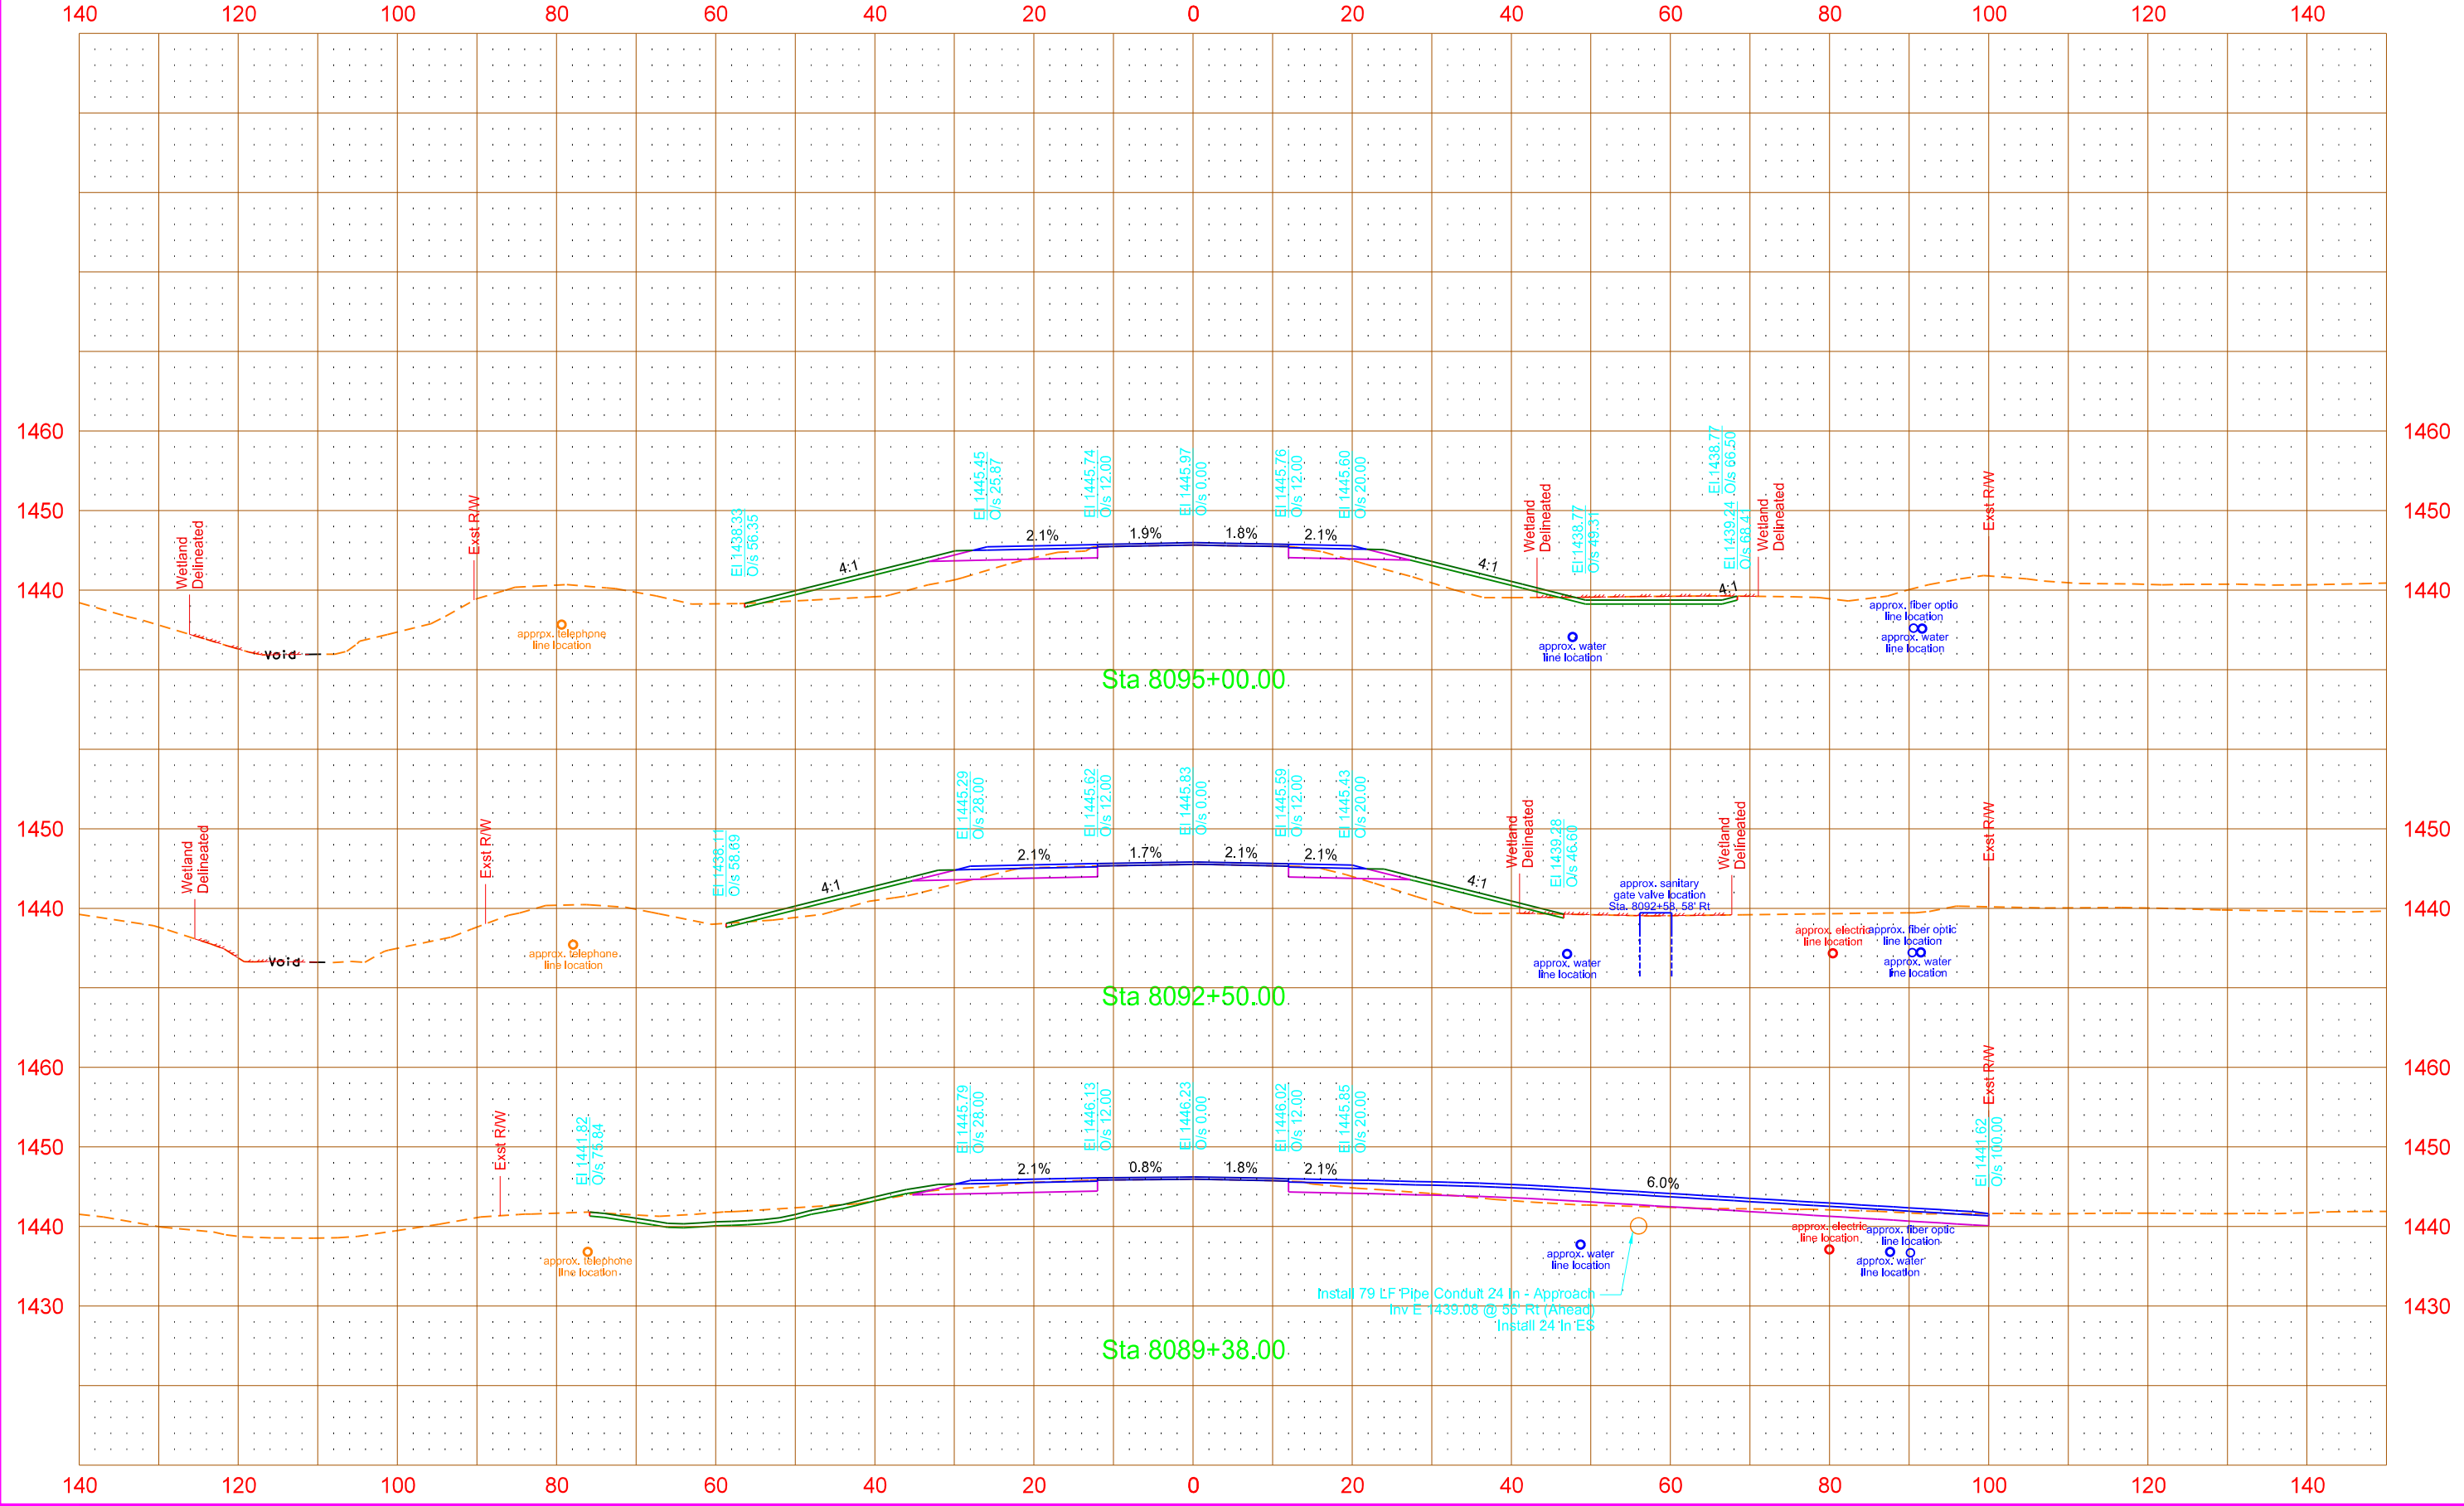 140 120 100 80 60 40 20 0 20 40 60 80 100 120 140
1460 1460
1450 1450
1440 1440
Wetland
Delineated
Exst R/W
El 1438.33
O/s 56.35
El 1445.45
O/s 25.87
El 1445.74
O/s 12.00
El 1445.97
O/s 0.00
El 1445.76
O/s 12.00
El 1445.60
O/s 20.00
Wetland
Delineated
El 1438.77
O/s 49.31
El 1438.77
O/s 66.50
El 1439.24
O/s 68.41
Wetland
Delineated
Exst R/W
4:1
2.1%
1.9%
1.8%
2.1%
4:1
4:1
Void
approx. telephone
line location
approx. water
line location
approx. fiber optic
line location
approx. water
line location
Sta 8095+00.00
1450 1450
1440 1440
Wetland
Delineated
Exst R/W
El 1438.11
O/s 58.69
El 1445.29
O/s 28.00
El 1445.62
O/s 12.00
El 1445.83
O/s 0.00
El 1445.59
O/s 12.00
El 1445.43
O/s 20.00
Wetland
Delineated
El 1439.28
O/s 46.60
Wetland
Delineated
Exst R/W
4:1
2.1%
1.7%
2.1%
2.1%
4:1
approx. sanitary
gate valve location
Sta. 8092+58, 58' Rt
Void
approx. telephone
line location
approx. water
line location
approx. electric
line location
approx. fiber optic
line location
approx. water
line location
Sta 8092+50.00
1460 1460
1450 1450
1440 1440
1430 1430
Exst R/W
El 1441.82
O/s 75.84
El 1445.79
O/s 28.00
El 1446.13
O/s 12.00
El 1446.23
O/s 0.00
El 1446.02
O/s 12.00
El 1445.85
O/s 20.00
Exst R/W
El 1441.62
O/s 100.00
2.1%
0.8%
1.8%
2.1%
6.0%
approx. telephone
line location
approx. water
line location
approx. electric
line location
approx. fiber optic
line location
approx. water
line location
Install 79 LF Pipe Conduit 24 In - Approach
Inv E 1439.08 @ 55' Rt (Ahead)
Install 24 In ES
Sta 8089+38.00
140 120 100 80 60 40 20 0 20 40 60 80 100 120 140